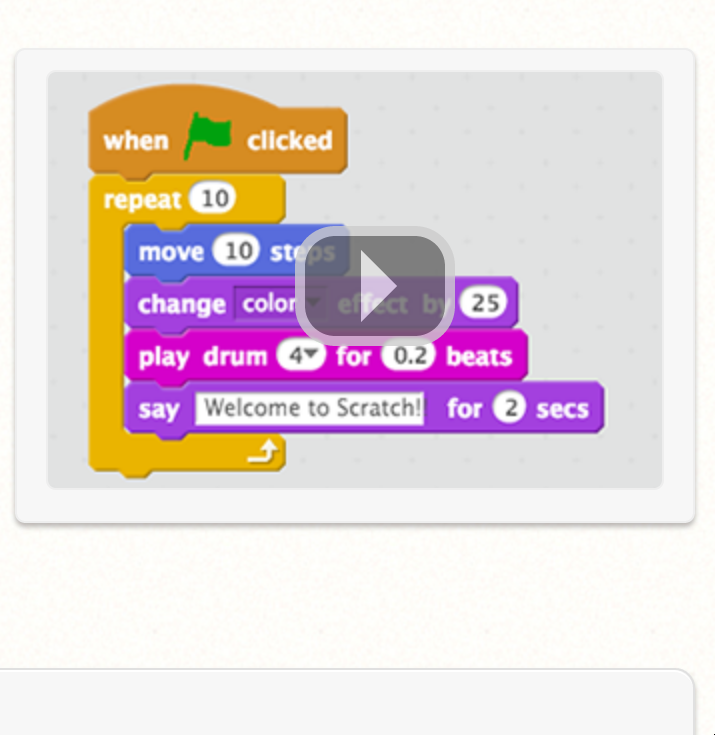 when clicked
repeat 10
move 10 steps
change color effect by 25
play drum 4 for 0.2 beats
say Welcome to Scratch! for 2 secs